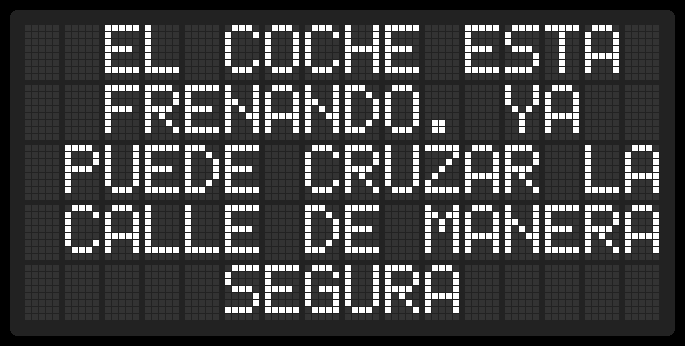 EL COCHE ESTA
FRENANDO. YA
PUEDE CRUZAR LA
CALLE DE MANERA
SEGURA